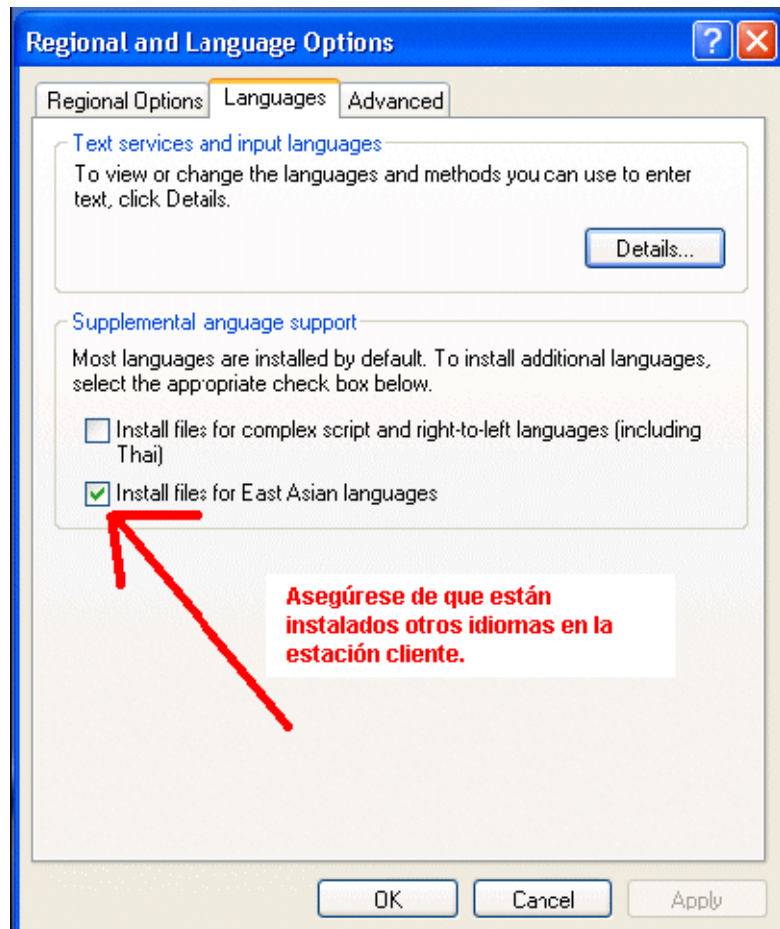 Regional and Language Options
Regional Options Languages Advanced
Text services and input languages
To view or change the languages and methods you can use to enter
text, click Details.
Details...
Supplemental anguage support
Most languages are installed by default. To install additional languages,
select the appropriate check box below.
Install files for complex script and right-to-left languages (including
Thai)
Install files for East Asian languages
Asegúrese de que están
instalados otros idiomas en la
estación cliente.
OK Cancel Apply